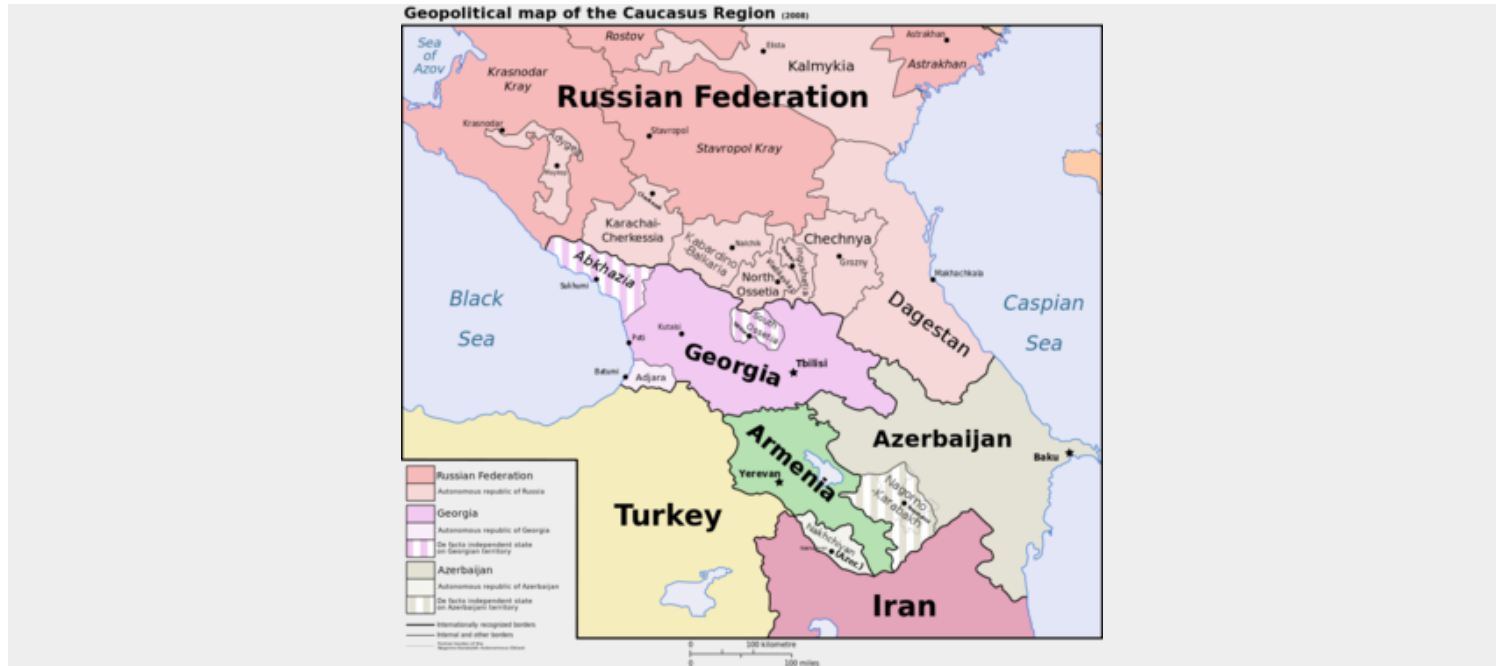 Geopolitical map of the Caucasus Region (2008)
Sea
of
Azov
Rostov
Elista
Kalmykia
Astrakhan
Astrakhan
Krasnodar
Kray
Russian Federation
Krasnodar
Adygea
Stavropol
Stavropol Kray
Karachai-
Cherkessia
Kabardino
-Balkaria
Nalchik
North
Ossetia
Ingushetia
Chechnya
Grozny
Makhachkala
Dagestan
Abkhazia
Sukhumi
Black
Sea
Caspian
Sea
Kutaisi
Poti
South
Ossetia
Georgia
Tbilisi
Batumi
Adjara
Armenia
Yerevan
Azerbaijan
Baku
Nagorno
-Karabakh
Turkey
Nakhchivan
(Azer.)
Iran
Russian Federation
Autonomous republic of Russia
Georgia
Autonomous republic of Georgia
De facto independent state
on Georgian territory
Azerbaijan
Autonomous republic of Azerbaijan
De facto independent state
on Azerbaijani territory
Internationally recognized borders
Internal and other borders
0 100 kilometre
0 100 miles